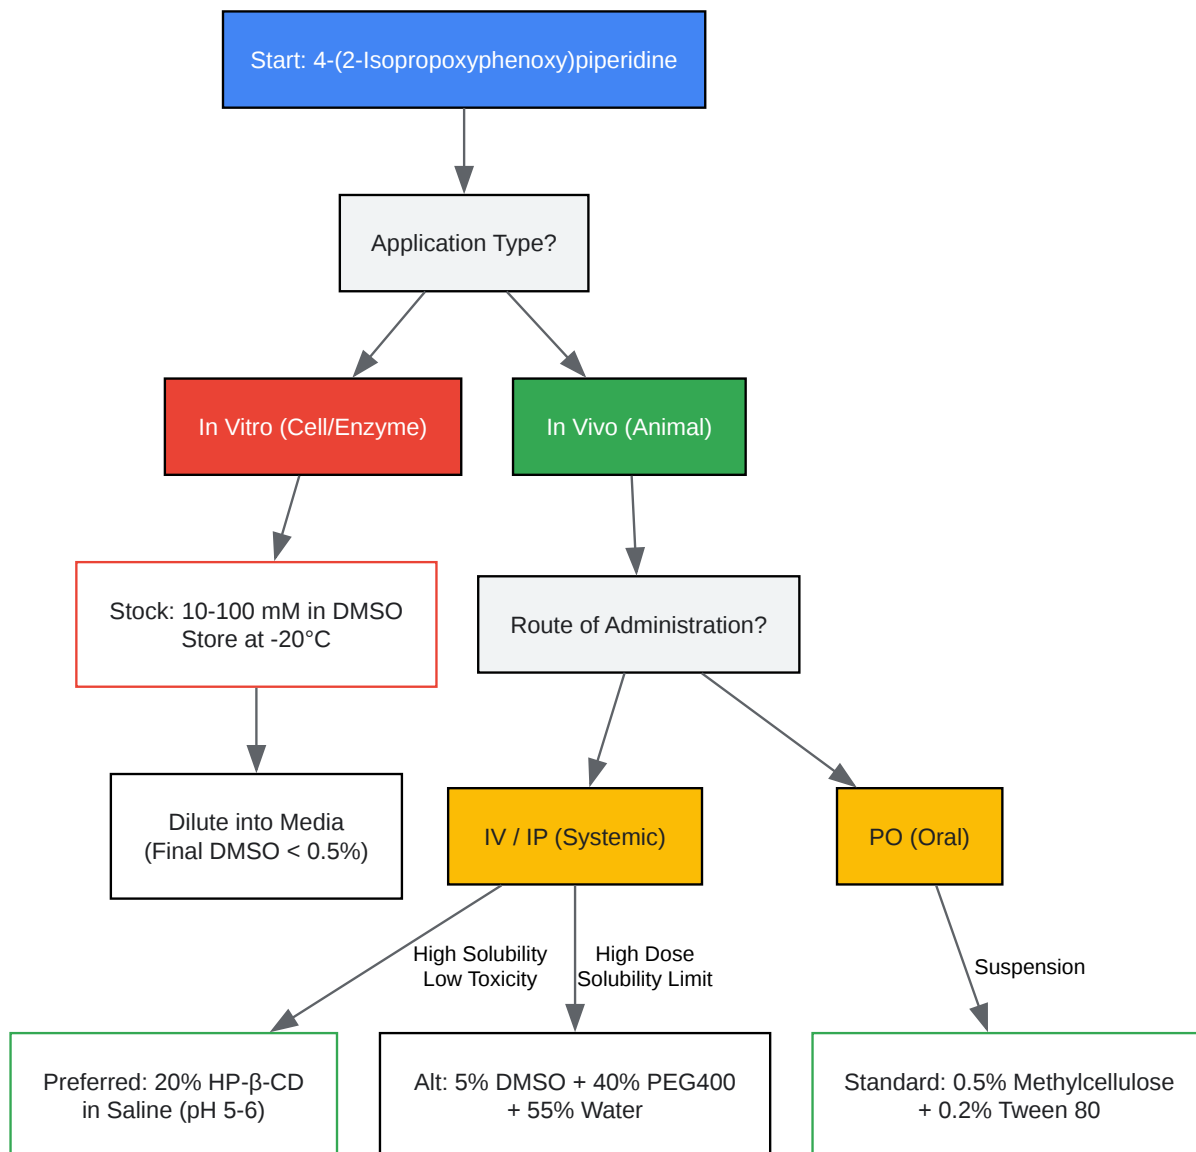 Start: 4-(2-Isopropoxyphenoxy)piperidine
Application Type?
In Vitro (Cell/Enzyme)
In Vivo (Animal)
Stock: 10-100 mM in DMSO
Store at -20°C
Route of Administration?
Dilute into Media
(Final DMSO < 0.5%)
IV / IP (Systemic)
PO (Oral)
High Solubility
Low Toxicity
High Dose
Solubility Limit
Suspension
Preferred: 20% HP-β-CD
in Saline (pH 5-6)
Alt: 5% DMSO + 40% PEG400
+ 55% Water
Standard: 0.5% Methylcellulose
+ 0.2% Tween 80